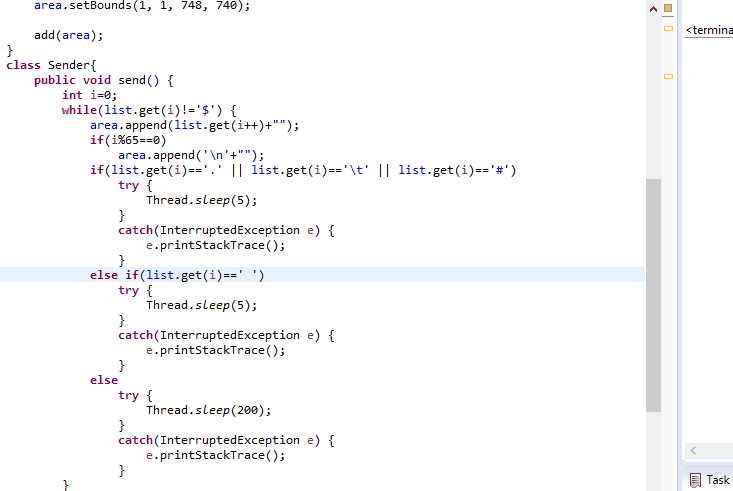 area.setBounds(1, 1, 748, 740);

    add(area);
}
class Sender{
    public void send() {
        int i=0;
        while(list.get(i)!='$') {
            area.append(list.get(i++)+"");
            if(i%65==0)
                area.append('\n'+"");
            if(list.get(i)=='.' || list.get(i)=='\t' || list.get(i)=='#')
                try {
                    Thread.sleep(5);
                }
                catch(InterruptedException e) {
                    e.printStackTrace();
                }
            else if(list.get(i)==' ')
                try {
                    Thread.sleep(5);
                }
                catch(InterruptedException e) {
                    e.printStackTrace();
                }
            else
                try {
                    Thread.sleep(200);
                }
                catch(InterruptedException e) {
                    e.printStackTrace();
                }
        }
<termina
Task